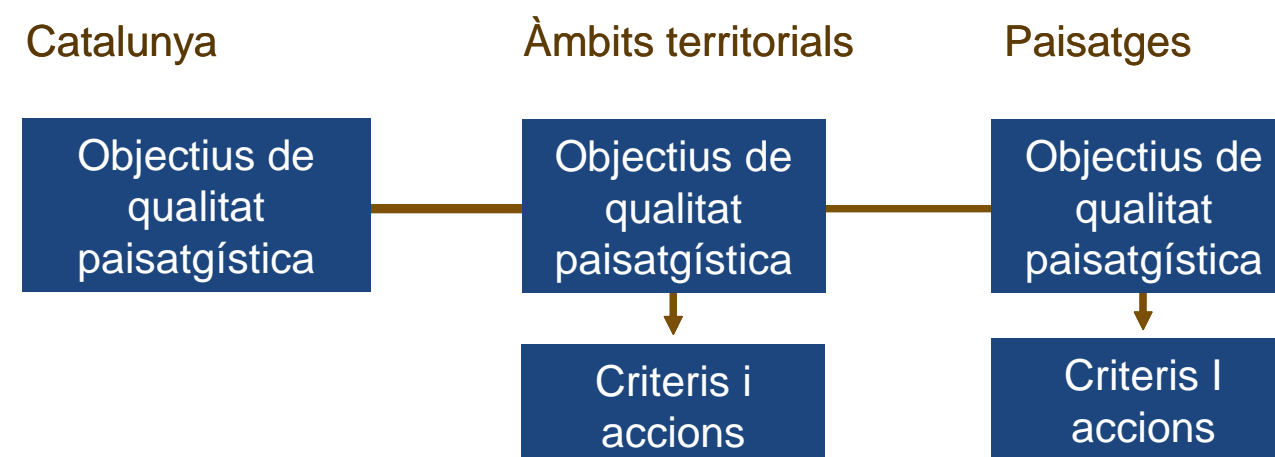 Catalunya
Àmbits territorials
Paisatges
Objectius de
qualitat
paisatgística
Objectius de
qualitat
paisatgística
Objectius de
qualitat
paisatgística
Criteris i
accions
Criteris I
accions